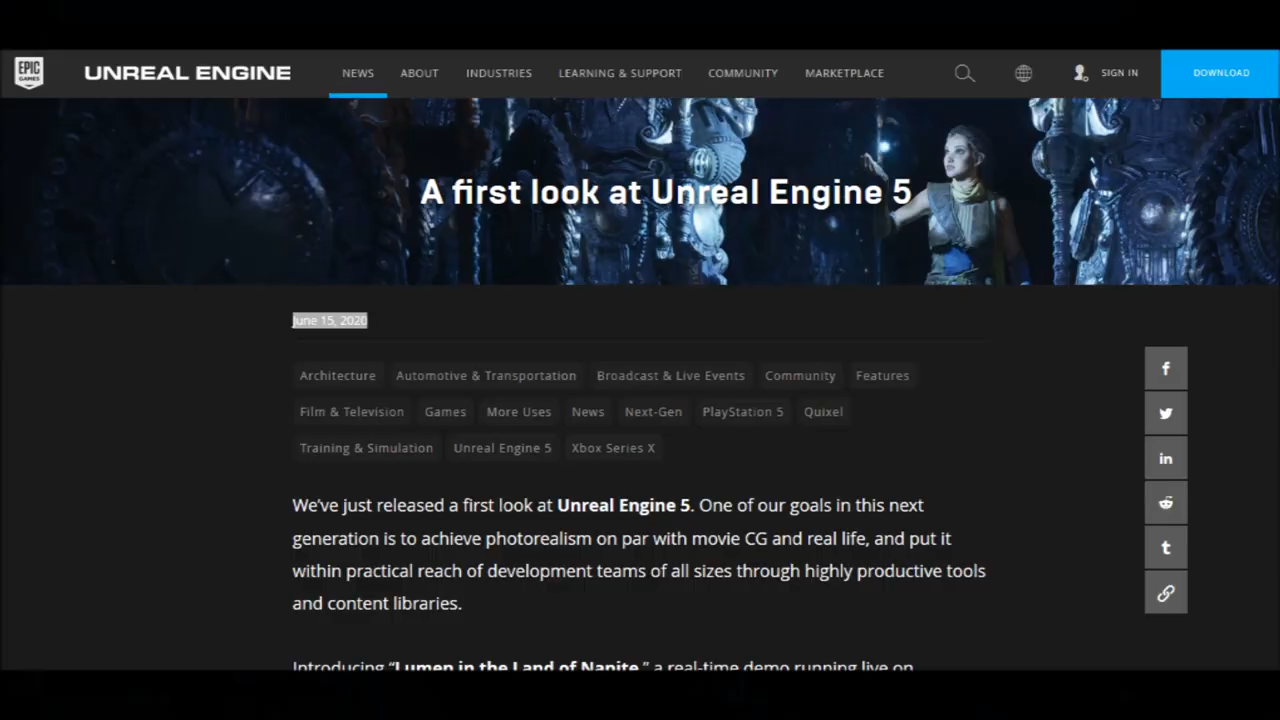 EPIC GAMES
UNREAL ENGINE
NEWS ABOUT INDUSTRIES LEARNING & SUPPORT COMMUNITY MARKETPLACE SIGN IN DOWNLOAD
A first look at Unreal Engine 5
June 15, 2020
Architecture Automotive & Transportation Broadcast & Live Events Community Features
Film & Television Games More Uses News Next-Gen PlayStation 5 Quixel
Training & Simulation Unreal Engine 5 Xbox Series X
We've just released a first look at Unreal Engine 5. One of our goals in this next
generation is to achieve photorealism on par with movie CG and real life, and put it
within practical reach of development teams of all sizes through highly productive tools
and content libraries.
Introducing “Lumen in the Land of Nanite,” a real-time demo running live on